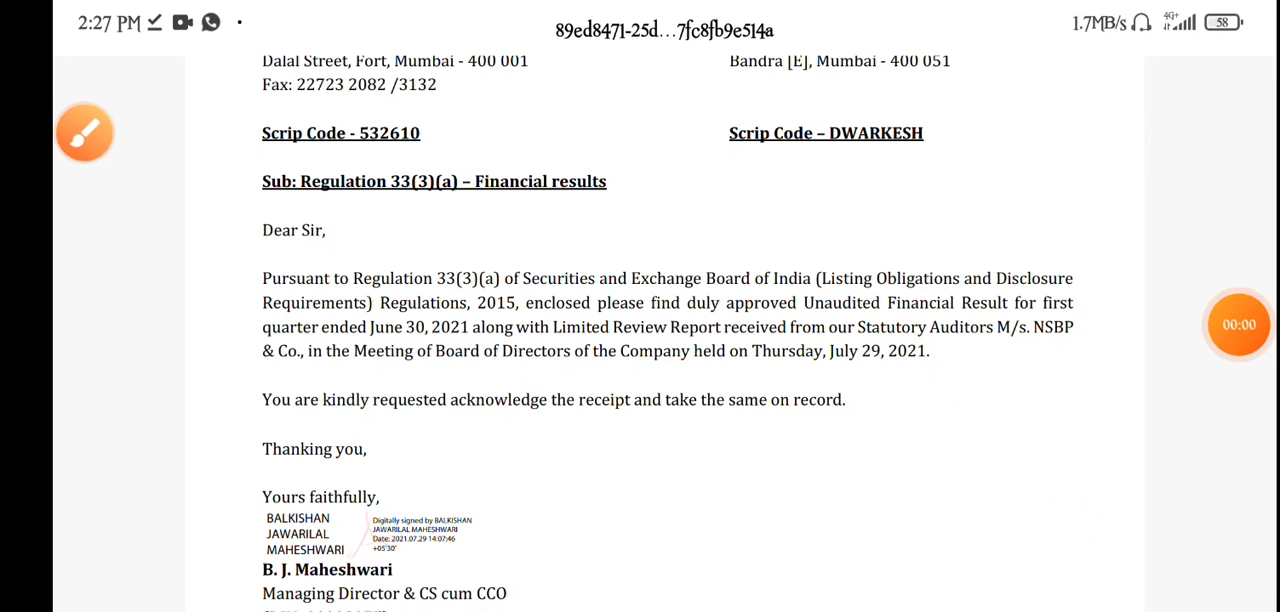 2:27 PM
89ed8471-25d...7fc8fb9e514a
1.7MB/s 4G+ 58
Dalal Street, Fort, Mumbai - 400 001
Bandra [E], Mumbai - 400 051
Fax: 22723 2082 /3132
Scrip Code - 532610
Scrip Code – DWARKESH
Sub: Regulation 33(3)(a) – Financial results
Dear Sir,
Pursuant to Regulation 33(3)(a) of Securities and Exchange Board of India (Listing Obligations and Disclosure
Requirements) Regulations, 2015, enclosed please find duly approved Unaudited Financial Result for first
quarter ended June 30, 2021 along with Limited Review Report received from our Statutory Auditors M/s. NSBP
& Co., in the Meeting of Board of Directors of the Company held on Thursday, July 29, 2021.
00:00
You are kindly requested acknowledge the receipt and take the same on record.
Thanking you,
Yours faithfully,
BALKISHAN
JAWARILAL
MAHESHWARI
Digitally signed by BALKISHAN
JAWARILAL MAHESHWARI
Date: 2021.07.29 14:07:46
+05'30'
B. J. Maheshwari
Managing Director & CS cum CCO